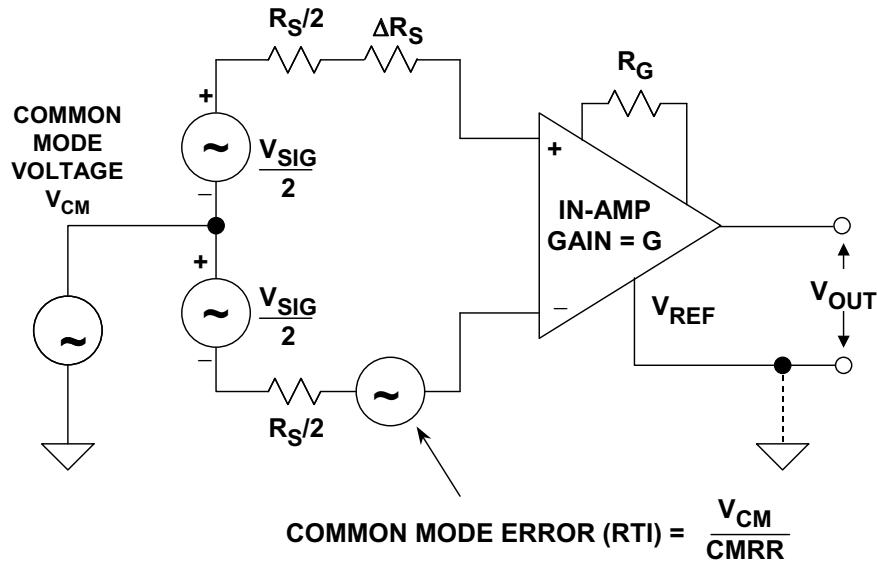 R_S/2
ΔR_S
R_G
COMMON
MODE
VOLTAGE
V_CM
+
~
V_SIG
2
–
+
IN-AMP
GAIN = G
+
~
V_SIG
2
–
~
–
V_REF
V_OUT
~
R_S/2
COMMON MODE ERROR (RTI) = V_CM
CMRR